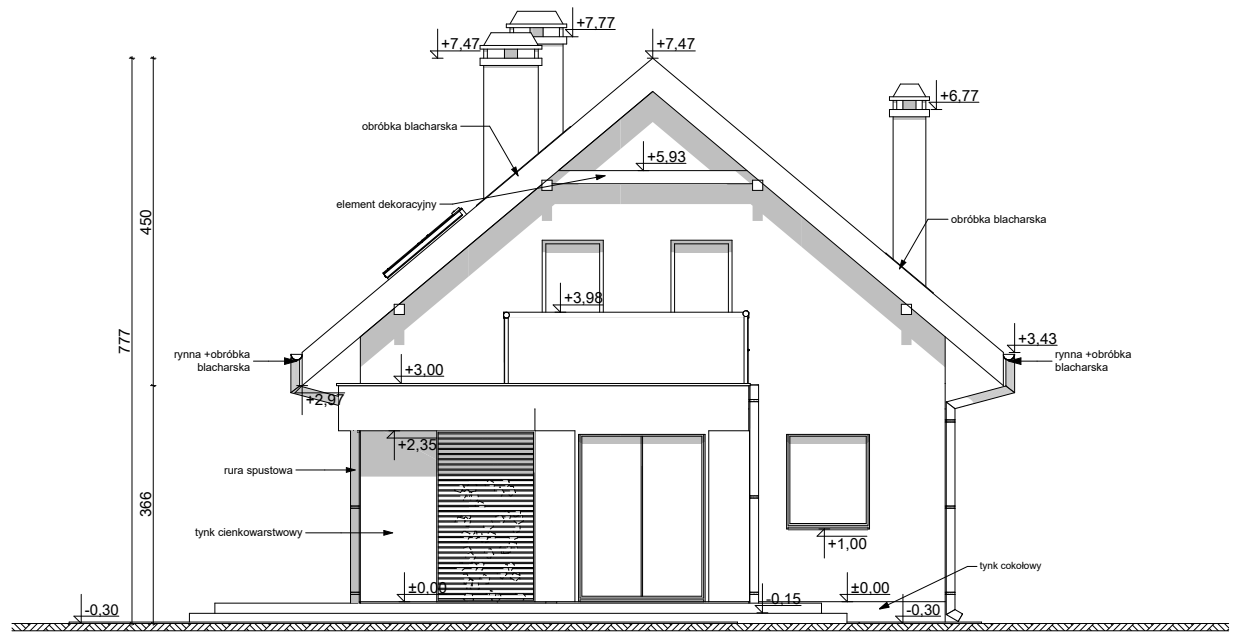 +7,77
+7,47
+7,47
+6,77
obróbka blacharska
+5,93
element dekoracyjny
obróbka blacharska
450
777
+3,98
rynna +obróbka
blacharska
+3,43
rynna +obróbka
blacharska
+3,00
+2,97
+2,35
rura spustowa
366
tynk cienkowarstwowy
+1,00
tynk cokołowy
±0,00
±0,00
-0,15
-0,30
-0,30